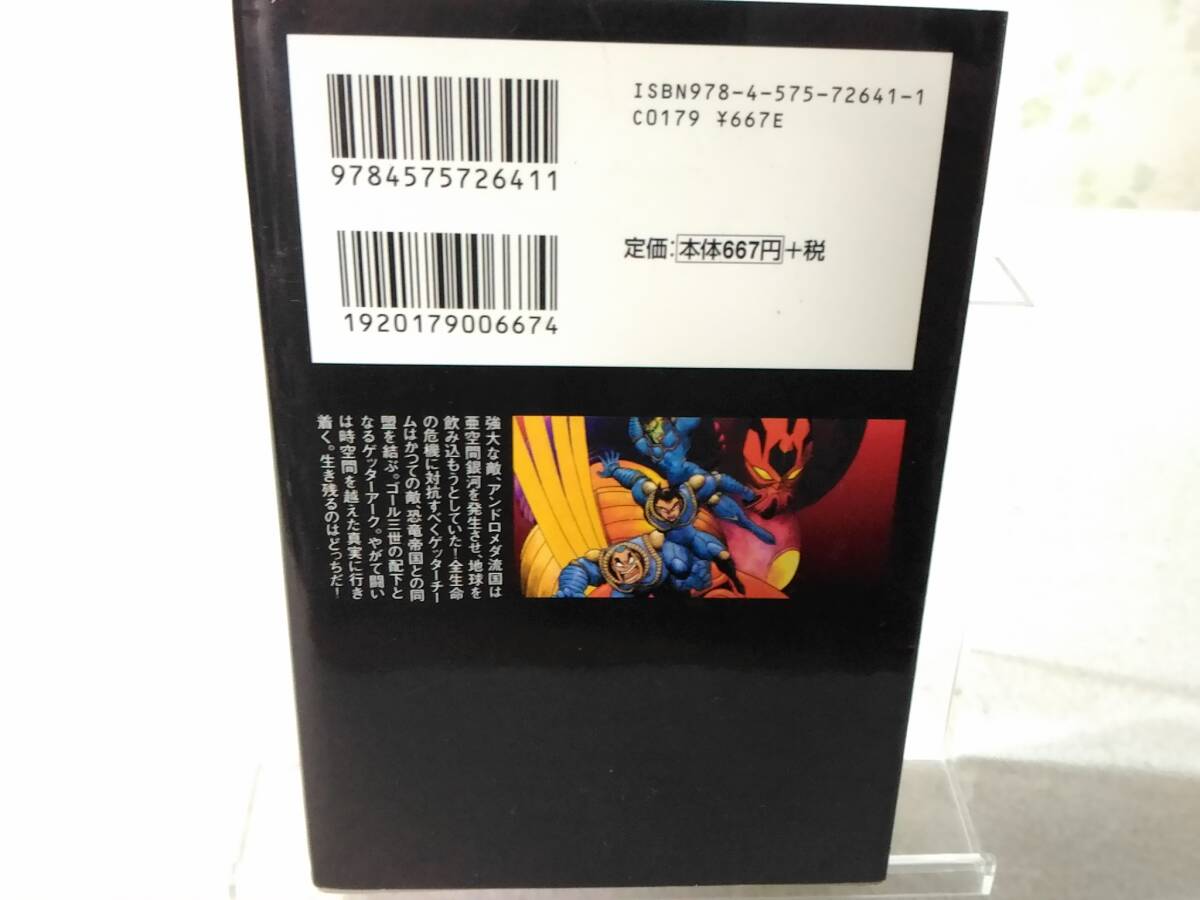 ISBN978-4-575-72641-1
C0179 ¥667E
9784575726411
定価：本体667円+税
1920179006674
強大な敵、アンドロメダ流国は
亜空間銀河を発生させ、地球を
飲み込もうとしていた！全生命
の危機に対抗すべくゲッターチー
ムはかつての敵、恐竜帝国との同
盟を結ぶ。ゴール三世の配下と
なるゲッターアーク。やがて闘い
は時空間を越えた真実に行き
着く。生き残るのはどっちだ！